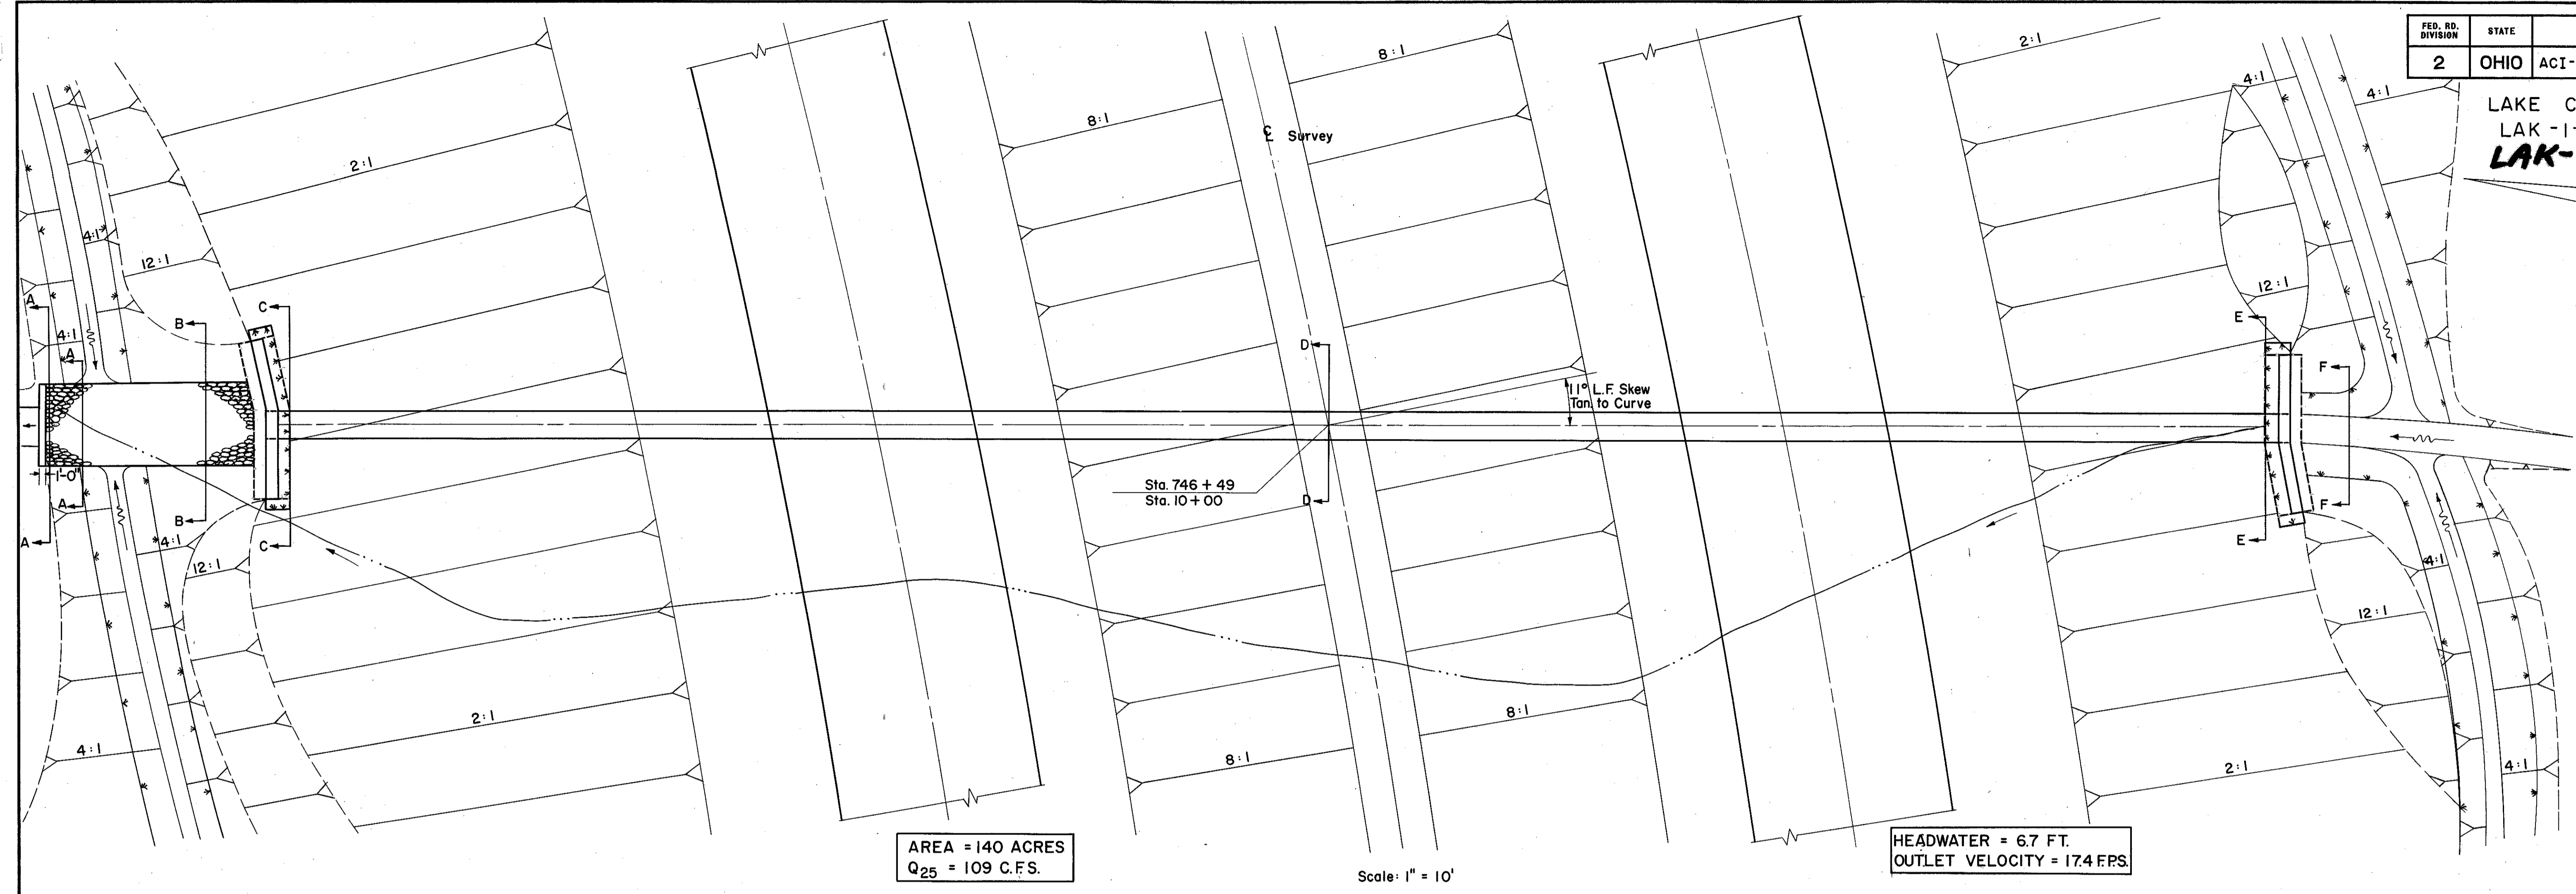 FED. RD. DIVISION
STATE
2
OHIO
ACI-
LAKE C
LAK-1-
LAK-
2:1
8:1
8:1
2:1
4:1
4:1
℄ Survey
4:1
12:1
12:1
A
B
C
D
E
4:1
A
F
11° L.F. Skew
Tan. to Curve
1'-0"
Sta. 746 + 49
Sta. 10 + 00
A
B
C
D
E
F
A
4:1
12:1
4:1
12:1
2:1
8:1
8:1
2:1
4:1
4:1
AREA = 140 ACRES
Q25 = 109 C.F.S.
Scale: 1" = 10'
HEADWATER = 6.7 FT.
OUTLET VELOCITY = 17.4 F.P.S.